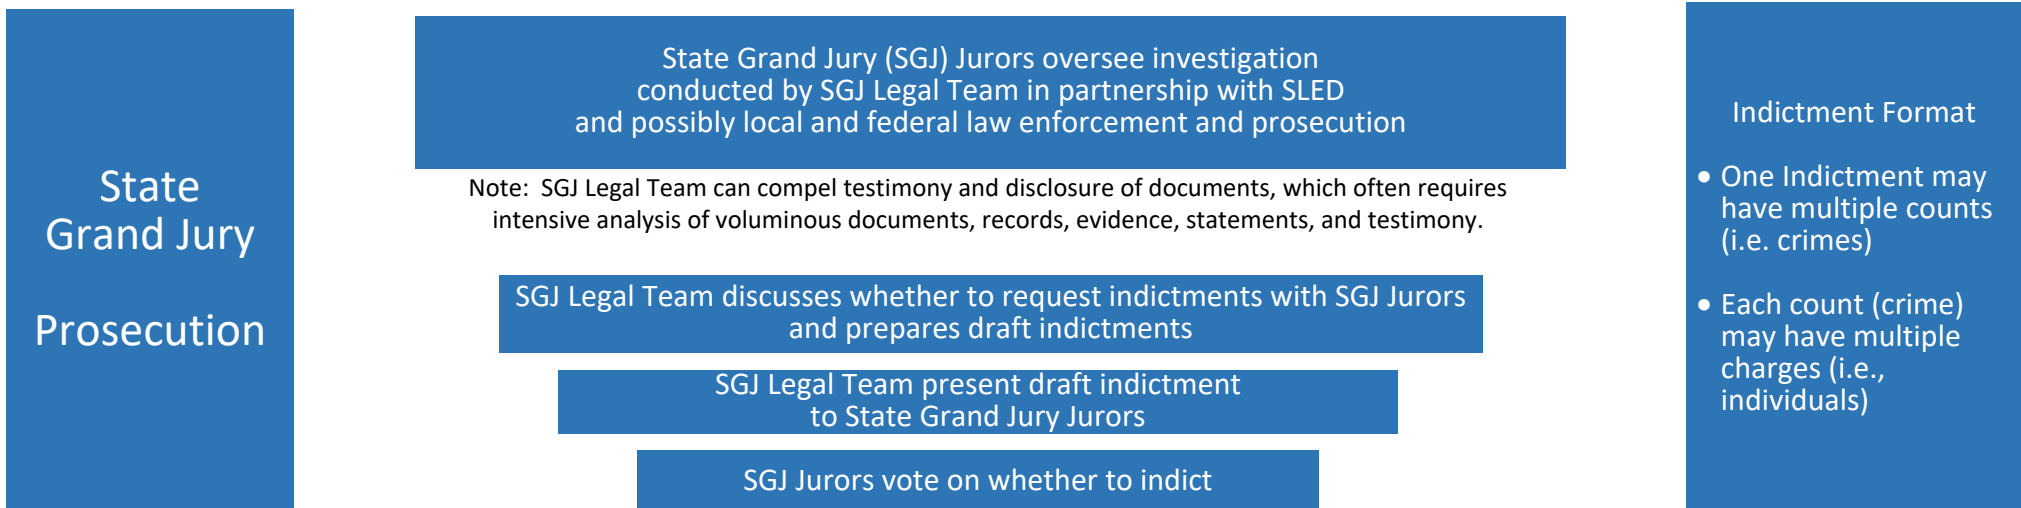 State
Grand Jury
Prosecution
State Grand Jury (SGJ) Jurors oversee investigation
conducted by SGJ Legal Team in partnership with SLED
and possibly local and federal law enforcement and prosecution
Note:  SGJ Legal Team can compel testimony and disclosure of documents, which often requires
intensive analysis of voluminous documents, records, evidence, statements, and testimony.
SGJ Legal Team discusses whether to request indictments with SGJ Jurors
and prepares draft indictments
SGJ Legal Team present draft indictment
to State Grand Jury Jurors
SGJ Jurors vote on whether to indict
Indictment Format
• One Indictment may
have multiple counts
(i.e. crimes)
• Each count (crime)
may have multiple
charges (i.e.,
individuals)